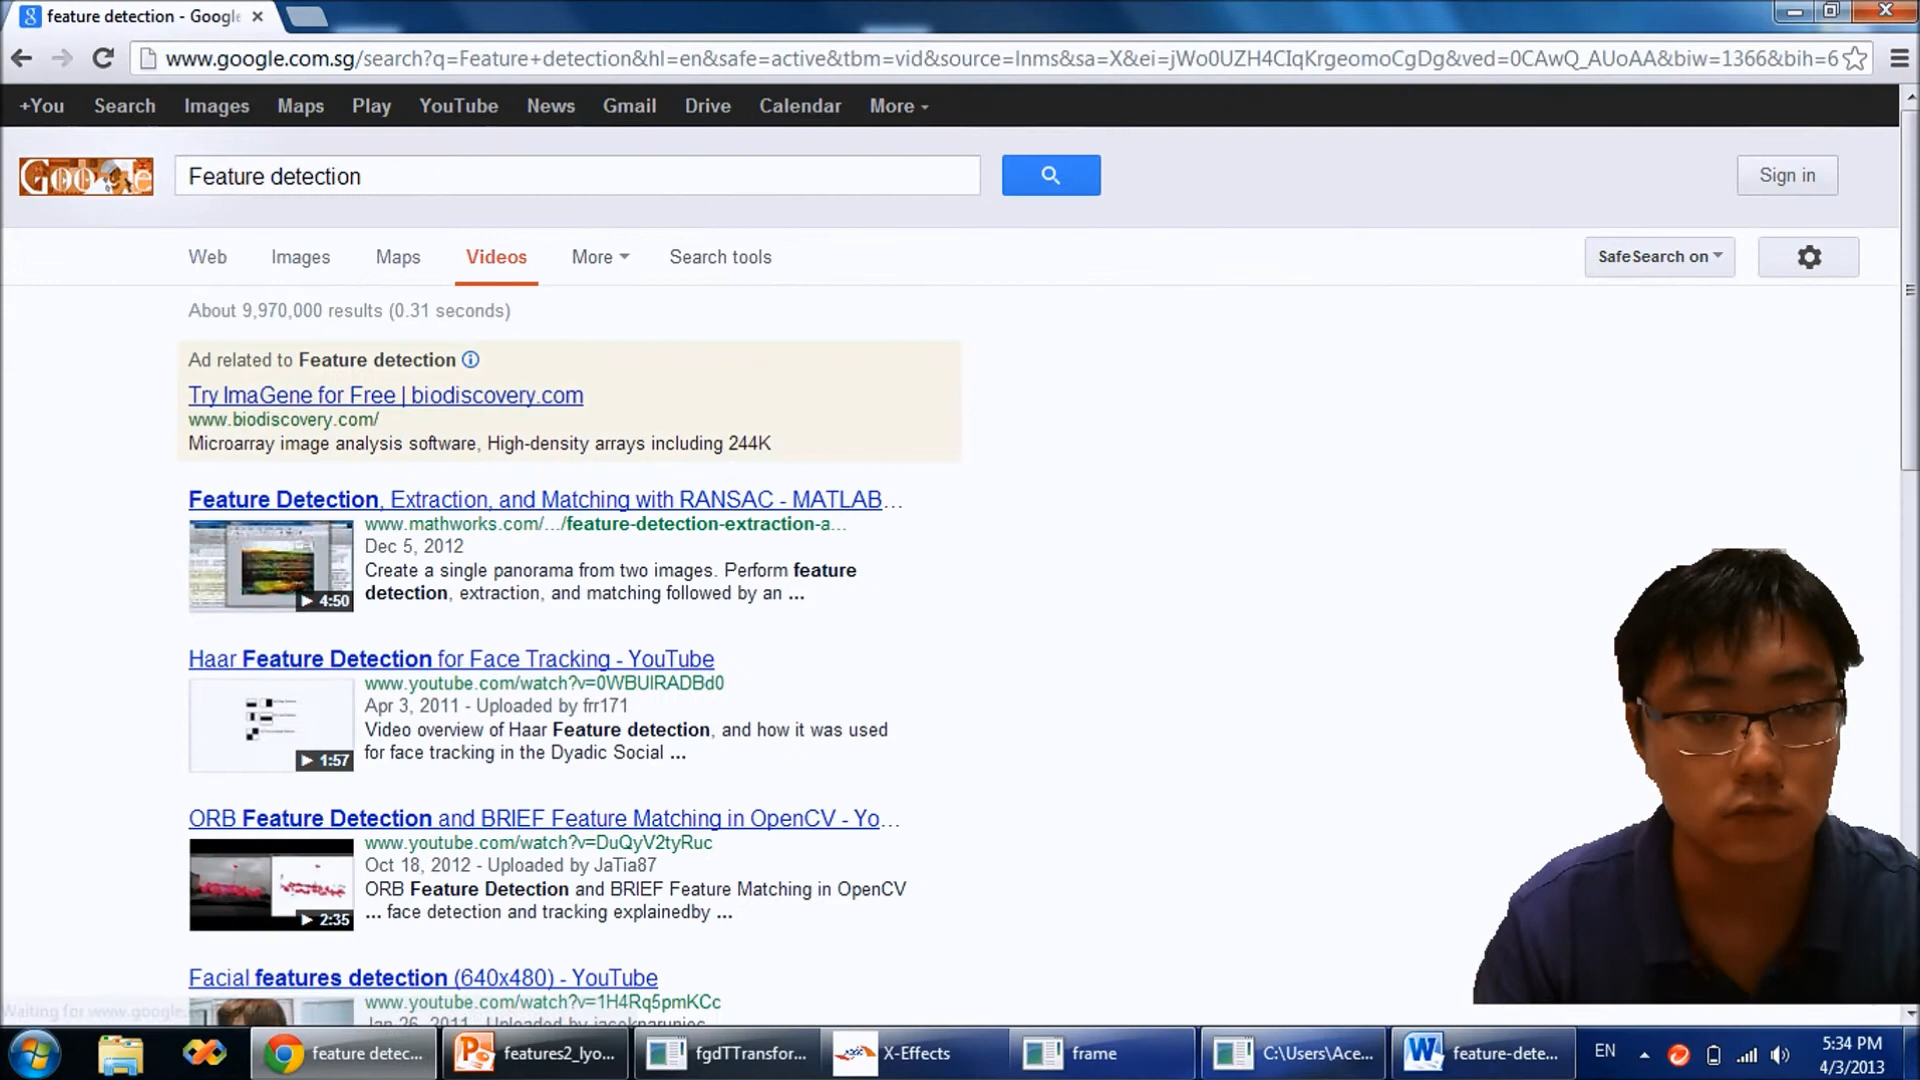 feature detection - Google
www.google.com.sg/search?q=Feature+detection&hl=en&safe=active&tbm=vid&source=lnms&sa=X&ei=jWo0UZH4CIqKrgeomoCgDg&ved=0CAwQ_AUoAA&biw=1366&bih=6
+You Search Images Maps Play YouTube News Gmail Drive Calendar More
Google Feature detection Sign in
Web Images Maps Videos More Search tools SafeSearch on
About 9,970,000 results (0.31 seconds)
Ad related to Feature detection
Try ImaGene for Free | biodiscovery.com
www.biodiscovery.com/
Microarray image analysis software, High-density arrays including 244K
Feature Detection, Extraction, and Matching with RANSAC - MATLAB...
www.mathworks.com/.../feature-detection-extraction-a...
Dec 5, 2012
Create a single panorama from two images. Perform feature
detection, extraction, and matching followed by an ...
4:50
Haar Feature Detection for Face Tracking - YouTube
www.youtube.com/watch?v=0WBUIRADBd0
Apr 3, 2011 - Uploaded by frr171
Video overview of Haar Feature detection, and how it was used
for face tracking in the Dyadic Social ...
1:57
ORB Feature Detection and BRIEF Feature Matching in OpenCV - Yo...
www.youtube.com/watch?v=DuQyV2tyRuc
Oct 18, 2012 - Uploaded by JaTia87
ORB Feature Detection and BRIEF Feature Matching in OpenCV
... face detection and tracking explainedby ...
2:35
Facial features detection (640x480) - YouTube
www.youtube.com/watch?v=1H4Rq5pmKCc
Jan 26, 2011 - Uploaded by
Waiting for www.google.
feature detec... features2_lyo... fgdTTransfor... X-Effects frame C:\Users\Ace... feature-dete... EN 5:34 PM
4/3/2013